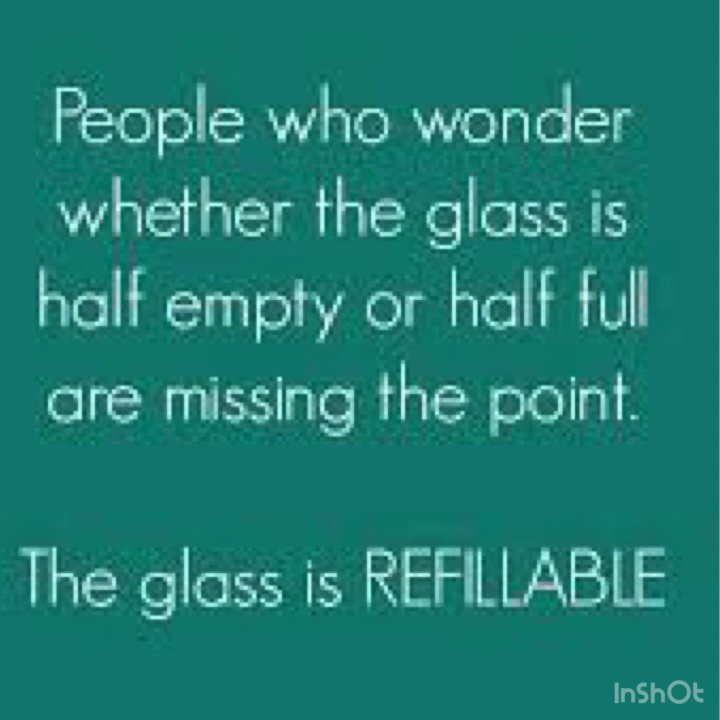 People who wonder
whether the glass is
half empty or half full
are missing the point.
The glass is REFILLABLE
InShOt